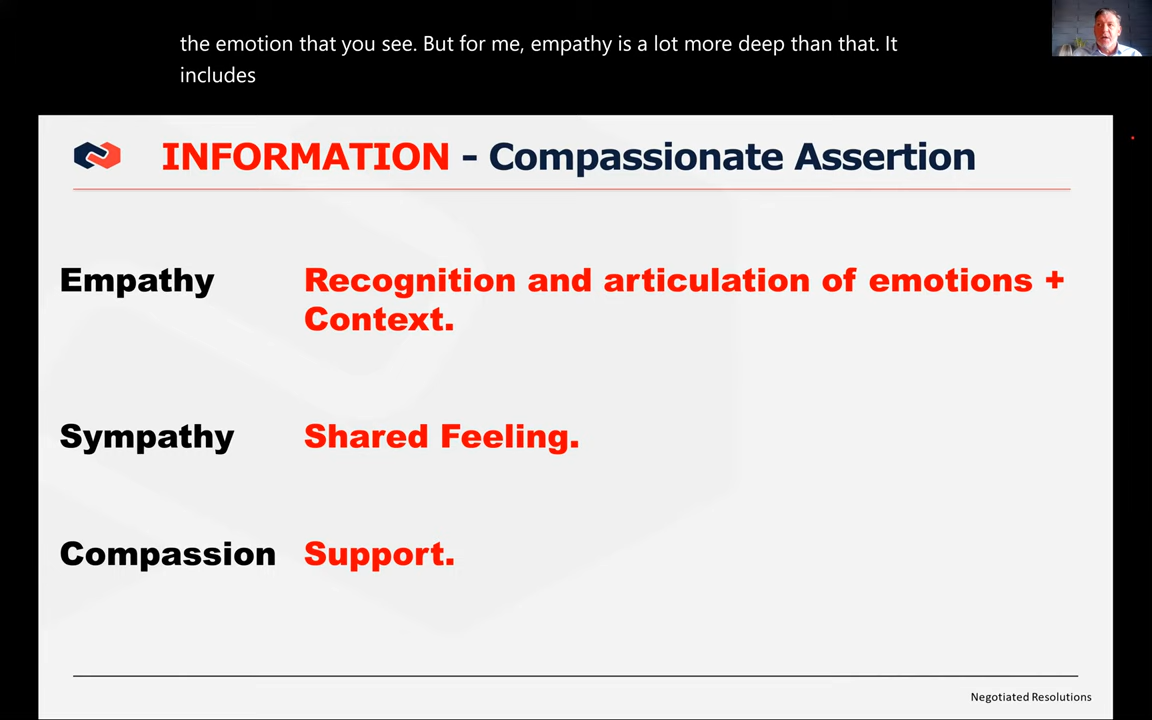 the emotion that you see. But for me, empathy is a lot more deep than that. It
includes
INFORMATION - Compassionate Assertion
Empathy Recognition and articulation of emotions +
Context.
Sympathy Shared Feeling.
Compassion Support.
Negotiated Resolutions